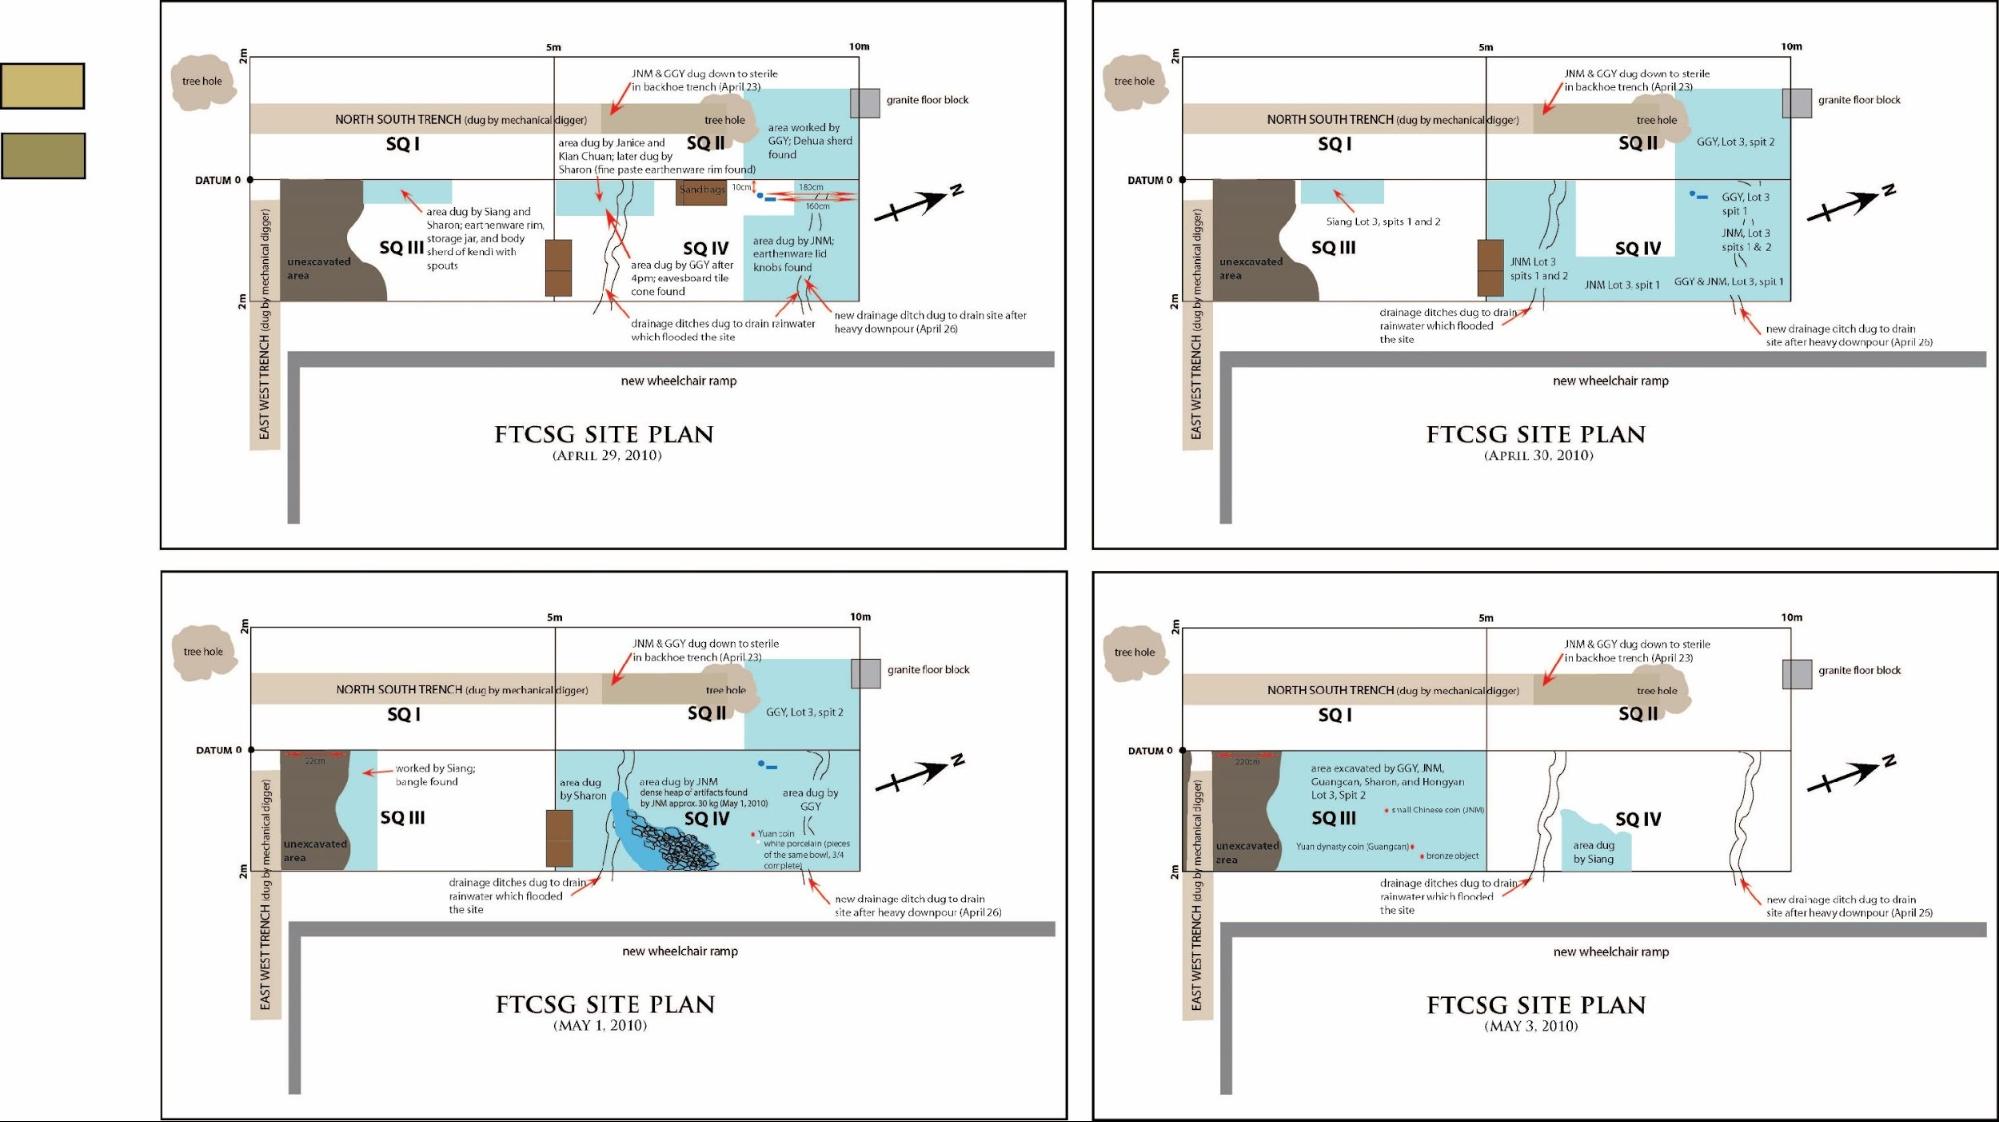 2m
5m
10m
tree hole
JNM & GGY dug down to sterile
in backhoe trench (April 23)
granite floor block
NORTH SOUTH TRENCH (dug by mechanical digger)
tree hole
area worked by
GGY; Dehua sherd
found
SQ I
SQ II
area dug by Janice and
Kian Chuan; later dug by
Sharon (fine paste earthenware rim found)
DATUM 0
Sandbags
10cm
180cm
160cm
N
area dug by Siang and
Sharon; earthenware rim,
storage jar, and body
sherd of kendi with
spouts
SQ III
SQ IV
area dug by JNM;
earthenware lid
knobs found
unexcavated
area
area dug by GGY after
4pm; eavesboard tile
cone found
2m
EAST WEST TRENCH (dug by mechanical digger)
drainage ditches dug to drain rainwater
which flooded the site
new drainage ditch dug to drain site after
heavy downpour (April 26)
new wheelchair ramp
FTCSG SITE PLAN
(APRIL 29, 2010)
2m
5m
10m
tree hole
JNM & GGY dug down to sterile
in backhoe trench (April 23)
granite floor block
NORTH SOUTH TRENCH (dug by mechanical digger)
tree hole
SQ I
SQ II
GGY, Lot 3, spit 2
DATUM 0
N
GGY, Lot 3
spit 1
Siang Lot 3, spits 1 and 2
JNM, Lot 3
spits 1 & 2
SQ III
SQ IV
unexcavated
area
JNM Lot 3
spits 1 and 2
JNM Lot 3, spit 1
GGY & JNM, Lot 3, spit 1
2m
EAST WEST TRENCH (dug by mechanical digger)
drainage ditches dug to drain
rainwater which flooded
the site
new drainage ditch dug to drain
site after heavy downpour (April 26)
new wheelchair ramp
FTCSG SITE PLAN
(APRIL 30, 2010)
2m
5m
10m
tree hole
JNM & GGY dug down to sterile
in backhoe trench (April 23)
granite floor block
NORTH SOUTH TRENCH (dug by mechanical digger)
tree hole
SQ I
SQ II
GGY, Lot 3, spit 2
DATUM 0
22cm
N
worked by Siang;
bangle found
area dug
by Sharon
area dug by JNM
dense heap of artifacts found
by JNM approx. 30 kg (May 1, 2010)
area dug by
GGY
SQ III
SQ IV
Yuan coin
white porcelain (pieces
of the same bowl, 3/4
complete)
unexcavated
area
2m
EAST WEST TRENCH (dug by mechanical digger)
drainage ditches dug to drain
rainwater which flooded
the site
new drainage ditch dug to drain
site after heavy downpour (April 26)
new wheelchair ramp
FTCSG SITE PLAN
(MAY 1, 2010)
2m
5m
10m
tree hole
JNM & GGY dug down to sterile
in backhoe trench (April 23)
granite floor block
NORTH SOUTH TRENCH (dug by mechanical digger)
tree hole
SQ I
SQ II
DATUM 0
220cm
N
area excavated by GGY, JNM,
Guangcan, Sharon, and Hongyan
Lot 3, Spit 2
small Chinese coin (JNM)
SQ III
SQ IV
Yuan dynasty coin (Guangcan)
bronze object
unexcavated
area
area dug
by Siang
2m
EAST WEST TRENCH (dug by mechanical digger)
drainage ditches dug to drain
rainwater which flooded
the site
new drainage ditch dug to drain
site after heavy downpour (April 25)
new wheelchair ramp
FTCSG SITE PLAN
(MAY 3, 2010)